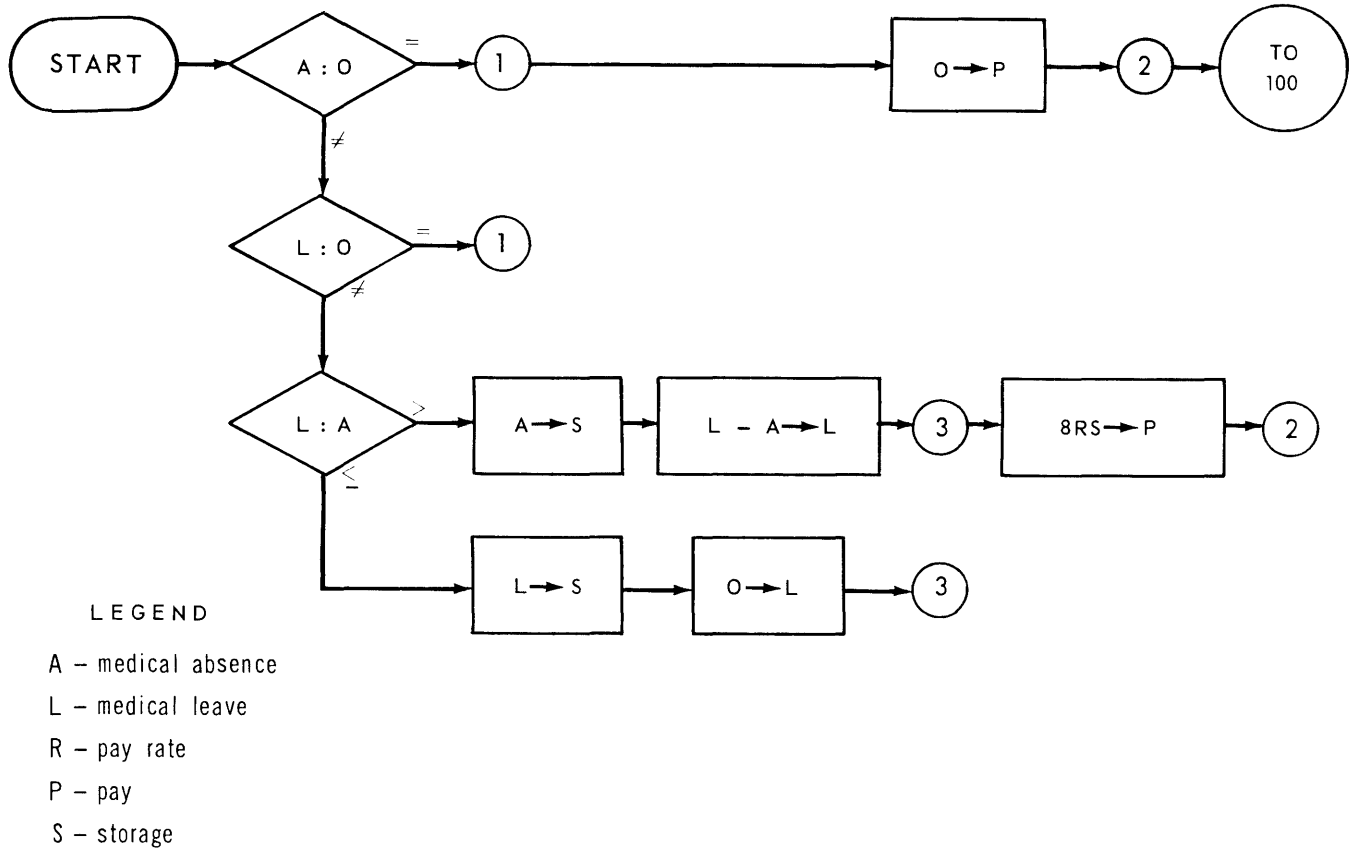 START
A : O
=
1
O → P
2
TO
100
≠
L : O
=
1
≠
L : A
>
A → S
L – A → L
3
8RS → P
2
≤
L → S
O → L
3
LEGEND
A – medical absence
L – medical leave
R – pay rate
P – pay
S – storage